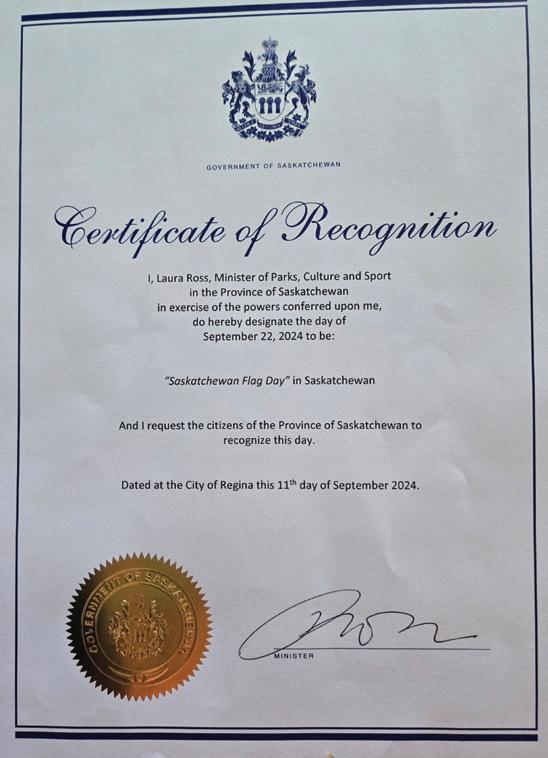 GOVERNMENT OF SASKATCHEWAN
Certificate of Recognition
I, Laura Ross, Minister of Parks, Culture and Sport
in the Province of Saskatchewan
in exercise of the powers conferred upon me,
do hereby designate the day of
September 22, 2024 to be:
"Saskatchewan Flag Day" in Saskatchewan
And I request the citizens of the Province of Saskatchewan to
recognize this day.
Dated at the City of Regina this 11th day of September 2024.
GOVERNMENT OF SASKATCHEWAN
MINISTER